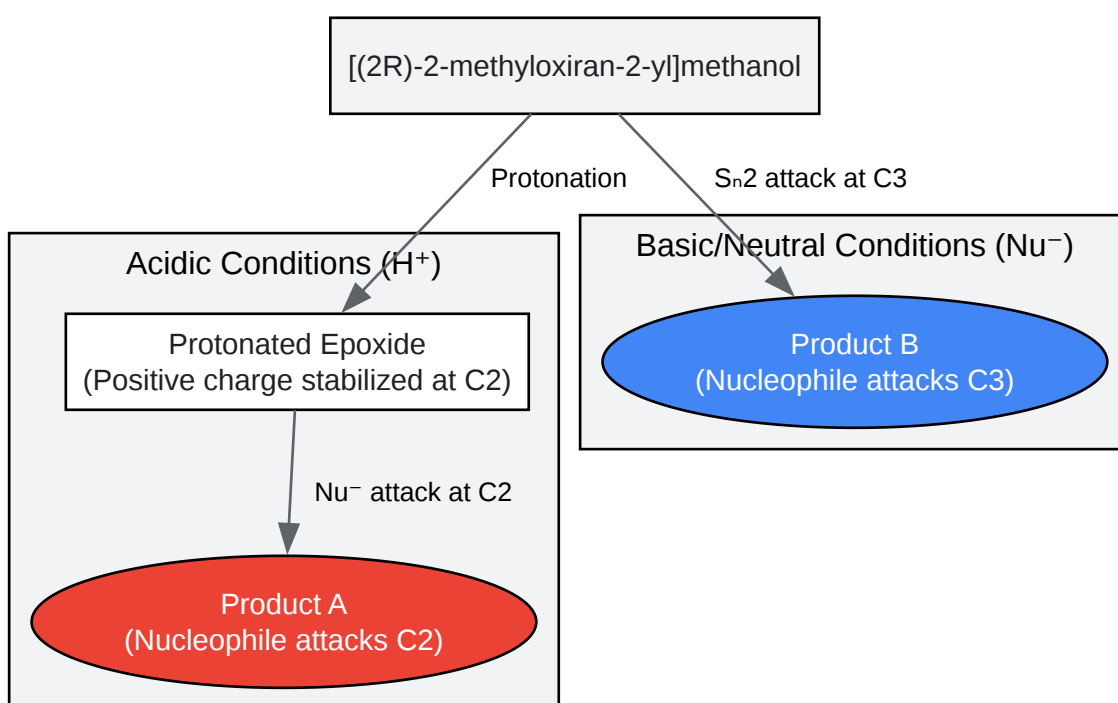 [(2R)-2-methyloxiran-2-yl]methanol
Protonation
Sₙ2 attack at C3
Acidic Conditions (H⁺)
Basic/Neutral Conditions (Nu⁻)
Protonated Epoxide
(Positive charge stabilized at C2)
Product B
(Nucleophile attacks C3)
Nu⁻ attack at C2
Product A
(Nucleophile attacks C2)